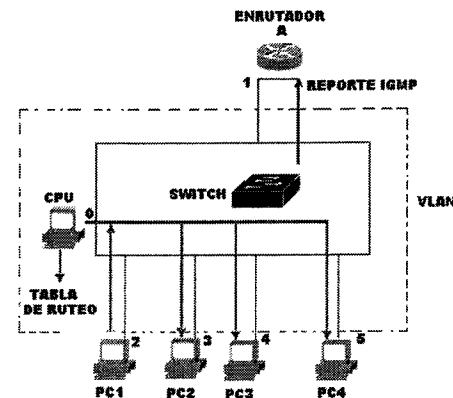 ENRUTADOR
A
1
REPORTE IGMP
SWITCH
VLAN
CPU
0
TABLA
DE RUTEO
2
3
4
5
PC1
PC2
PC3
PC4